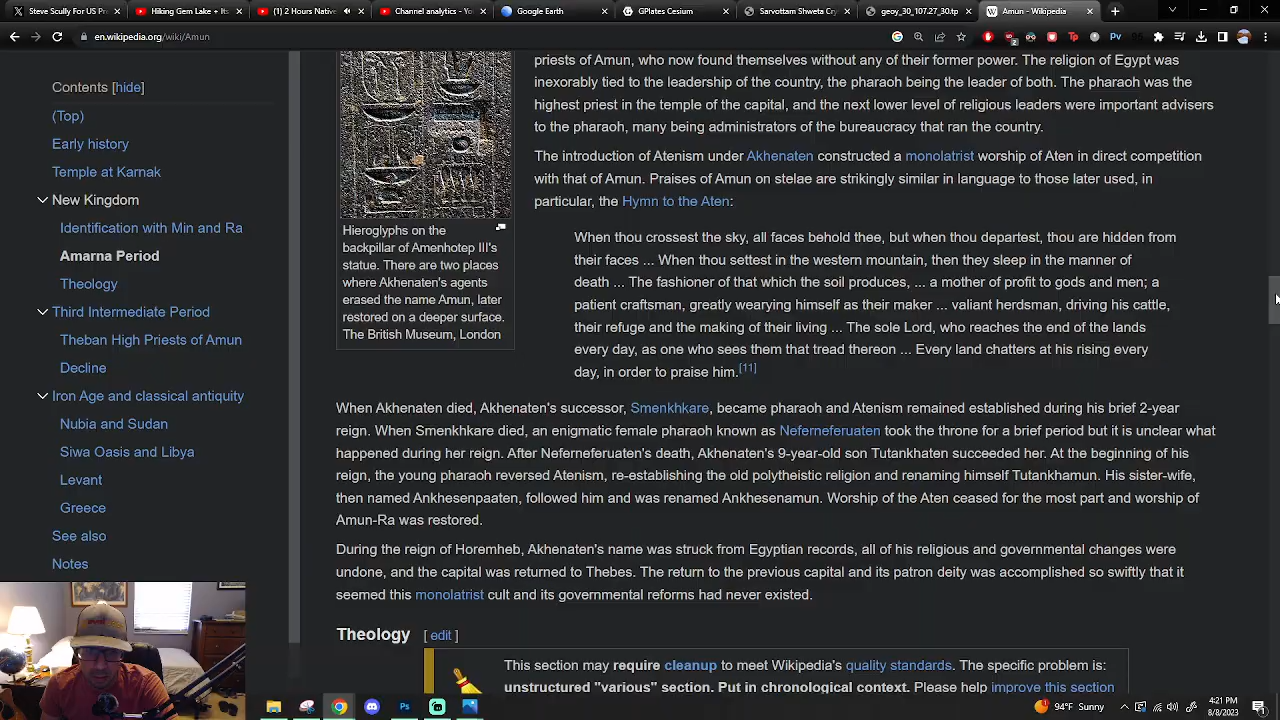 Steve Scully For US Pr
Hiking Gem Lake + Its
(1) 2 Hours Native
Channel analytics - Yo
Google Earth
GPlates Cesium
Sarvottam Shweta Cry
geoy_30_107.27_30.tp
Amun - Wikipedia
en.wikipedia.org/wiki/Amun
Contents [hide]
(Top)
Early history
Temple at Karnak
New Kingdom
Identification with Min and Ra
Amarna Period
Theology
Third Intermediate Period
Theban High Priests of Amun
Decline
Iron Age and classical antiquity
Nubia and Sudan
Siwa Oasis and Libya
Levant
Greece
See also
Notes
Hieroglyphs on the
backpillar of Amenhotep III's
statue. There are two places
where Akhenaten's agents
erased the name Amun, later
restored on a deeper surface.
The British Museum, London
priests of Amun, who now found themselves without any of their former power. The religion of Egypt was
inexorably tied to the leadership of the country, the pharaoh being the leader of both. The pharaoh was the
highest priest in the temple of the capital, and the next lower level of religious leaders were important advisers
to the pharaoh, many being administrators of the bureaucracy that ran the country.
The introduction of Atenism under Akhenaten constructed a monolatrist worship of Aten in direct competition
with that of Amun. Praises of Amun on stelae are strikingly similar in language to those later used, in
particular, the Hymn to the Aten:
When thou crossest the sky, all faces behold thee, but when thou departest, thou are hidden from
their faces ... When thou settest in the western mountain, then they sleep in the manner of
death ... The fashioner of that which the soil produces, ... a mother of profit to gods and men; a
patient craftsman, greatly wearying himself as their maker ... valiant herdsman, driving his cattle,
their refuge and the making of their living ... The sole Lord, who reaches the end of the lands
every day, as one who sees them that tread thereon ... Every land chatters at his rising every
day, in order to praise him.[11]
When Akhenaten died, Akhenaten's successor, Smenkhkare, became pharaoh and Atenism remained established during his brief 2-year
reign. When Smenkhkare died, an enigmatic female pharaoh known as Neferneferuaten took the throne for a brief period but it is unclear what
happened during her reign. After Neferneferuaten's death, Akhenaten's 9-year-old son Tutankhaten succeeded her. At the beginning of his
reign, the young pharaoh reversed Atenism, re-establishing the old polytheistic religion and renaming himself Tutankhamun. His sister-wife,
then named Ankhesenpaaten, followed him and was renamed Ankhesenamun. Worship of the Aten ceased for the most part and worship of
Amun-Ra was restored.
During the reign of Horemheb, Akhenaten's name was struck from Egyptian records, all of his religious and governmental changes were
undone, and the capital was returned to Thebes. The return to the previous capital and its patron deity was accomplished so swiftly that it
seemed this monolatrist cult and its governmental reforms had never existed.
Theology [ edit ]
This section may require cleanup to meet Wikipedia's quality standards. The specific problem is:
unstructured "various" section. Put in chronological context. Please help improve this section
94°F Sunny
4:21 PM
8/8/2023